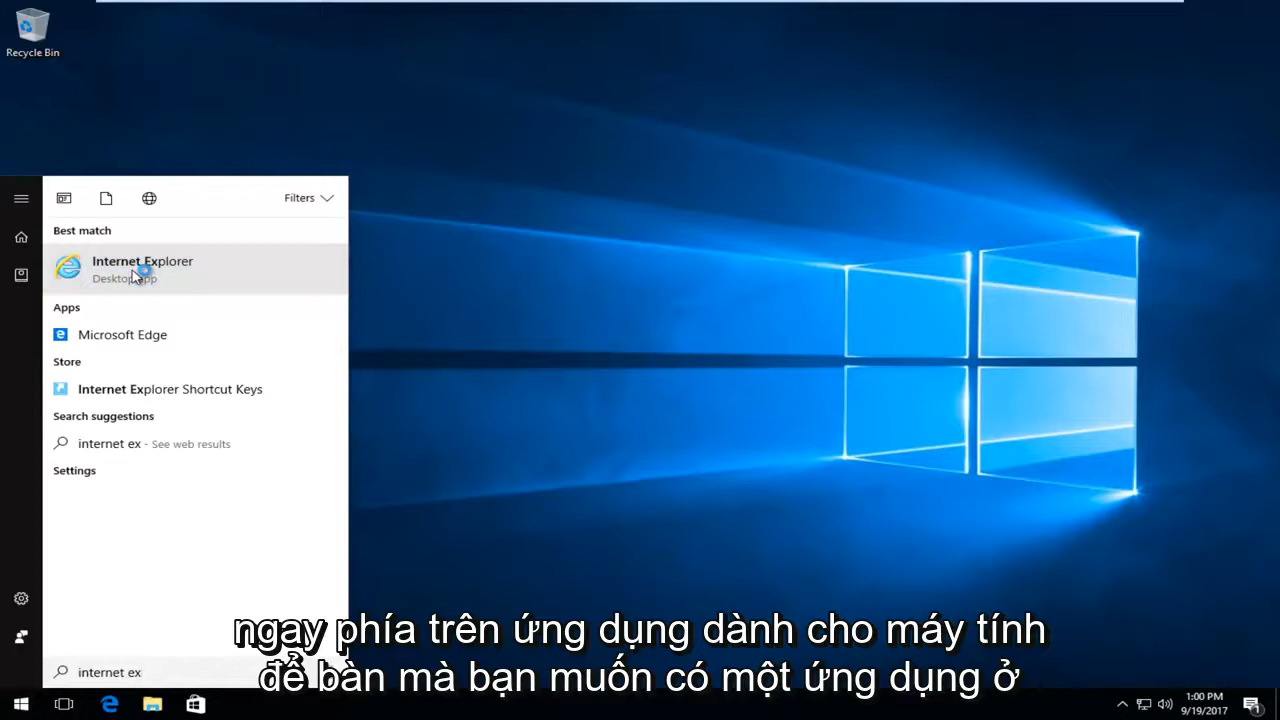 Recycle Bin
Filters
Best match
Internet Explorer
Desktop app
Apps
Microsoft Edge
Store
Internet Explorer Shortcut Keys
Search suggestions
internet ex - See web results
Settings
ngay phía trên ứng dụng dành cho máy tính
để bàn mà bạn muốn có một ứng dụng ở
internet ex
1:00 PM
9/19/2017
1